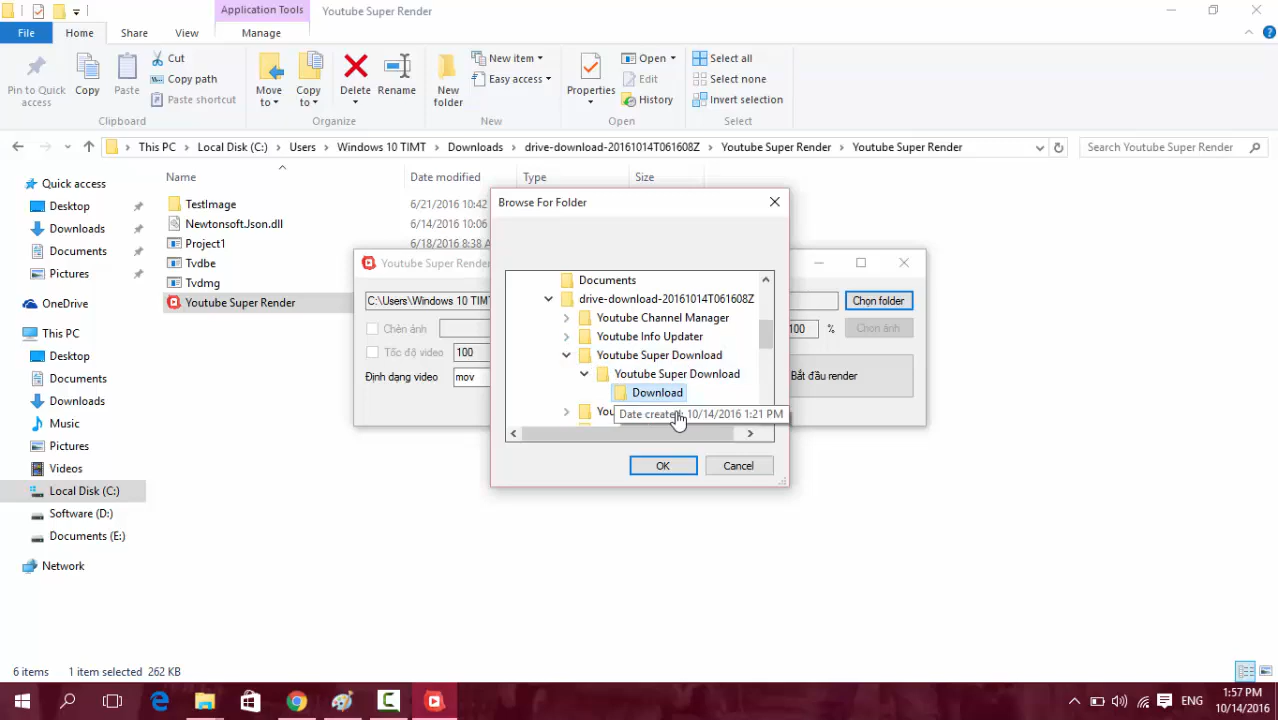 Application Tools
Youtube Super Render
File
Home
Share
View
Manage
Pin to Quick access
Copy
Paste
Cut
Copy path
Paste shortcut
Move to
Copy to
Delete
Rename
New folder
New item
Easy access
Properties
Open
Edit
History
Select all
Select none
Invert selection
Clipboard
Organize
New
Open
Select
This PC
Local Disk (C:)
Users
Windows 10 TIMT
Downloads
drive-download-20161014T061608Z
Youtube Super Render
Youtube Super Render
Search Youtube Super Render
Name
Date modified
Type
Size
Quick access
Desktop
Downloads
Documents
Pictures
OneDrive
This PC
Desktop
Documents
Downloads
Music
Pictures
Videos
Local Disk (C:)
Software (D:)
Documents (E:)
Network
TestImage
6/21/2016 10:42
Newtonsoft.Json.dll
6/14/2016 10:06
Project1
6/18/2016 8:38 A
Tvdbe
Tvdmg
Youtube Super Render
Youtube Super Render
C:\Users\Windows 10 TIMT
Chọn folder
Chèn ảnh
100
%
Chọn ảnh
Tốc độ video
100
Định dạng video
mov
Bắt đầu render
Browse For Folder
Documents
drive-download-20161014T061608Z
Youtube Channel Manager
Youtube Info Updater
Youtube Super Download
Youtube Super Download
Download
Date created: 10/14/2016 1:21 PM
OK
Cancel
6 items
1 item selected 262 KB
ENG
1:57 PM
10/14/2016